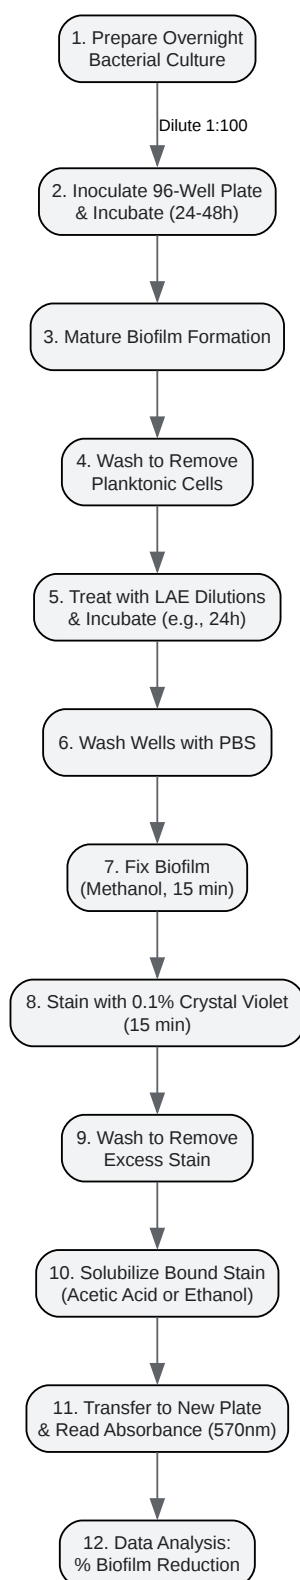 1. Prepare Overnight
Bacterial Culture
Dilute 1:100
2. Inoculate 96-Well Plate
& Incubate (24-48h)
3. Mature Biofilm Formation
4. Wash to Remove
Planktonic Cells
5. Treat with LAE Dilutions
& Incubate (e.g., 24h)
6. Wash Wells with PBS
7. Fix Biofilm
(Methanol, 15 min)
8. Stain with 0.1% Crystal Violet
(15 min)
9. Wash to Remove
Excess Stain
10. Solubilize Bound Stain
(Acetic Acid or Ethanol)
11. Transfer to New Plate
& Read Absorbance (570nm)
12. Data Analysis:
% Biofilm Reduction